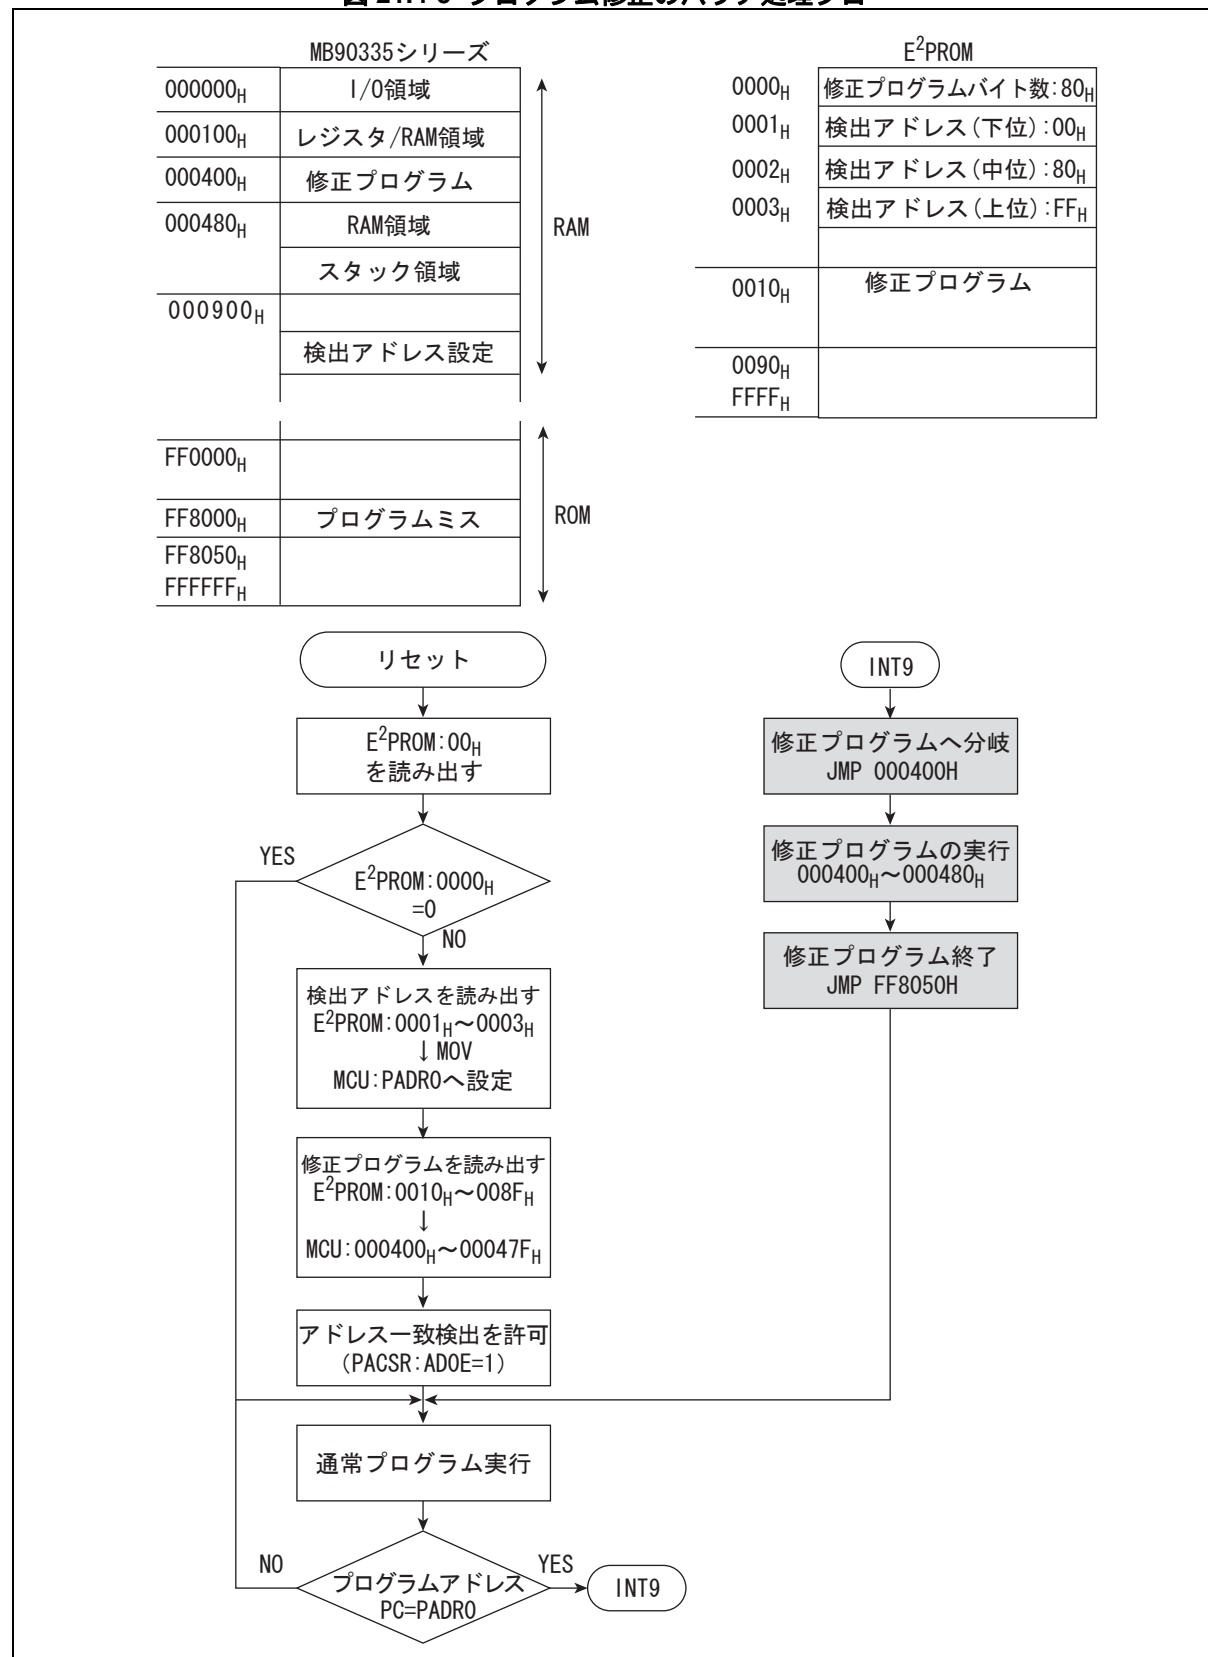 MB90335シリーズ
000000H I/O領域
000100H レジスタ/RAM領域
000400H 修正プログラム
000480H RAM領域
スタック領域
000900H
検出アドレス設定
RAM
FF0000H
FF8000H プログラムミス
FF8050H
FFFFFFH
ROM
E²PROM
0000H 修正プログラムバイト数:80H
0001H 検出アドレス(下位):00H
0002H 検出アドレス(中位):80H
0003H 検出アドレス(上位):FFH
0010H 修正プログラム
0090H
FFFFH
リセット
E²PROM:00H
を読み出す
YES
E²PROM:0000H
=0
NO
検出アドレスを読み出す
E²PROM:0001H～0003H
↓MOV
MCU:PADR0へ設定
修正プログラムを読み出す
E²PROM:0010H～008FH
↓
MCU:000400H～00047FH
アドレス一致検出を許可
(PACSR:AD0E=1)
通常プログラム実行
NO
プログラムアドレス
PC=PADR0
YES
INT9
INT9
修正プログラムへ分岐
JMP 000400H
修正プログラムの実行
000400H～000480H
修正プログラム終了
JMP FF8050H